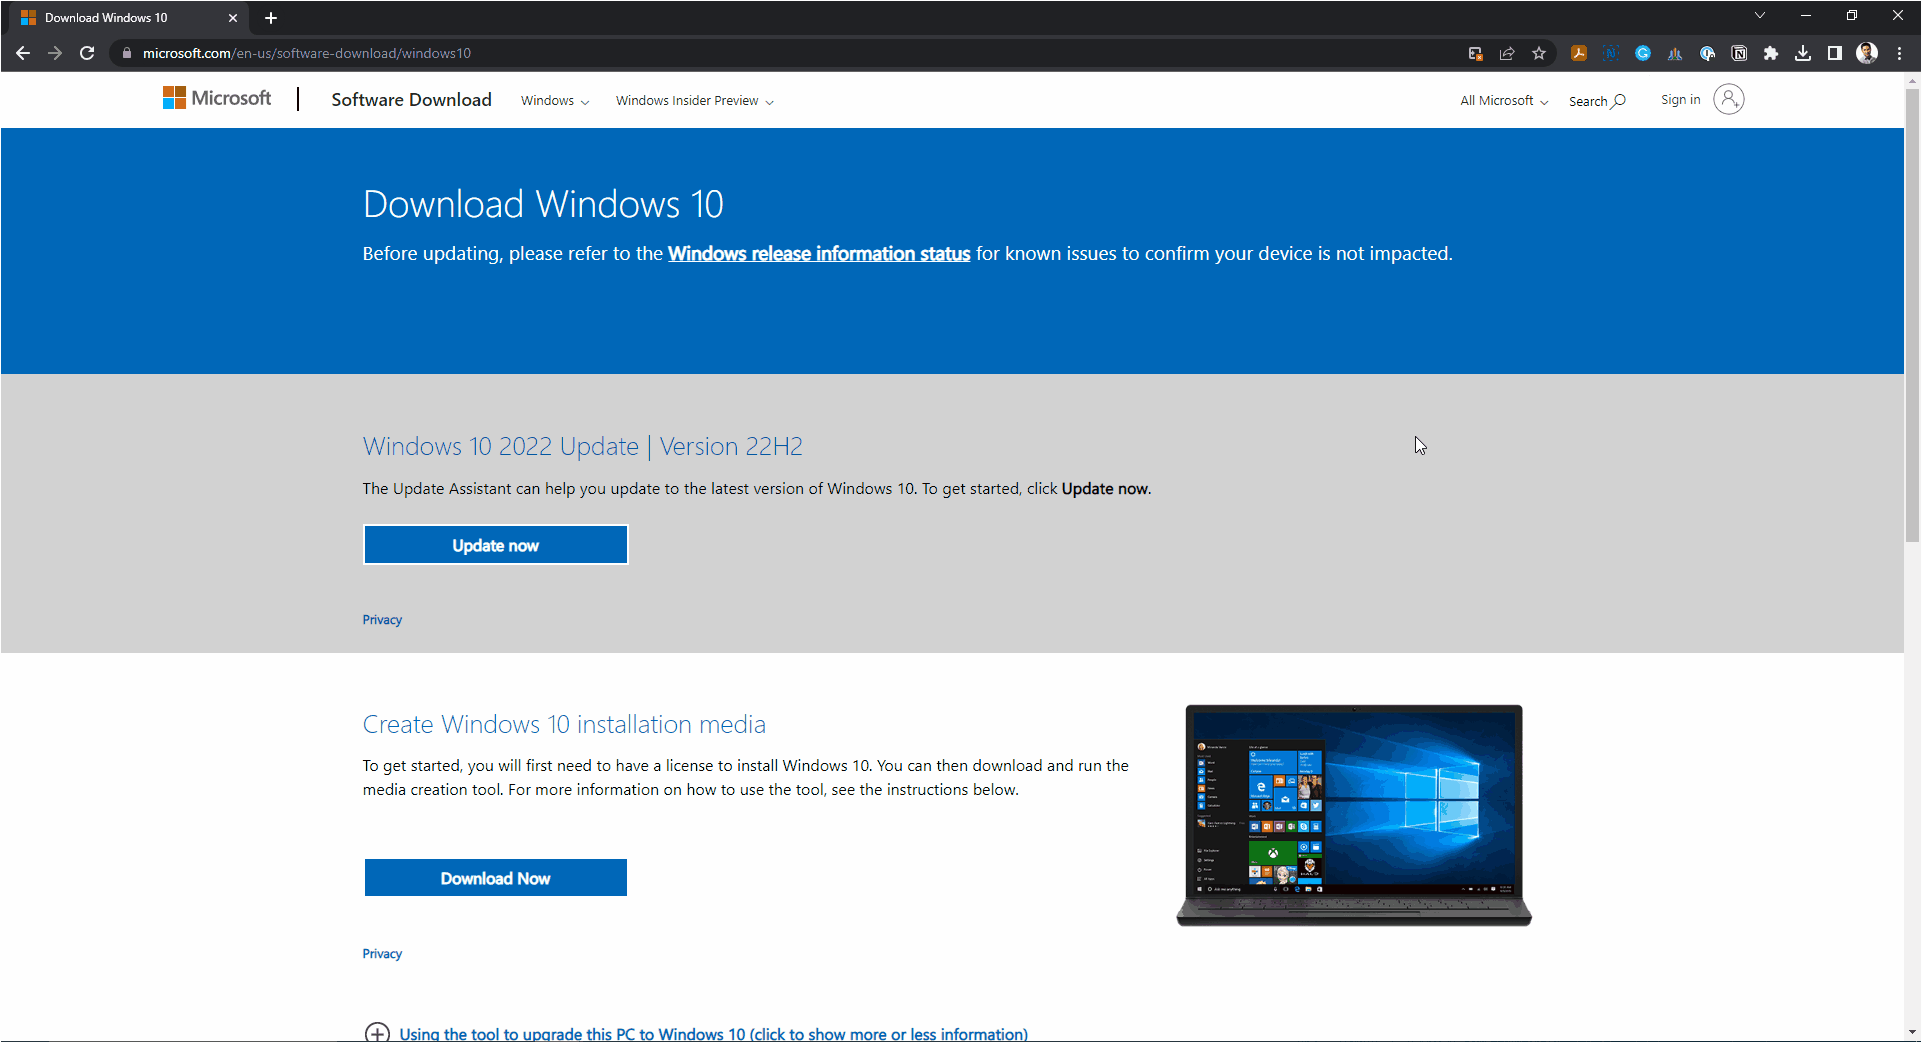 Download Windows 10
microsoft.com/en-us/software-download/windows10
Microsoft
Software Download
Windows
Windows Insider Preview
All Microsoft
Search
Sign in
Download Windows 10
Before updating, please refer to the Windows release information status for known issues to confirm your device is not impacted.
Windows 10 2022 Update | Version 22H2
The Update Assistant can help you update to the latest version of Windows 10. To get started, click Update now.
Update now
Privacy
Create Windows 10 installation media
To get started, you will first need to have a license to install Windows 10. You can then download and run the
media creation tool. For more information on how to use the tool, see the instructions below.
Download Now
Privacy
Using the tool to upgrade this PC to Windows 10 (click to show more or less information)